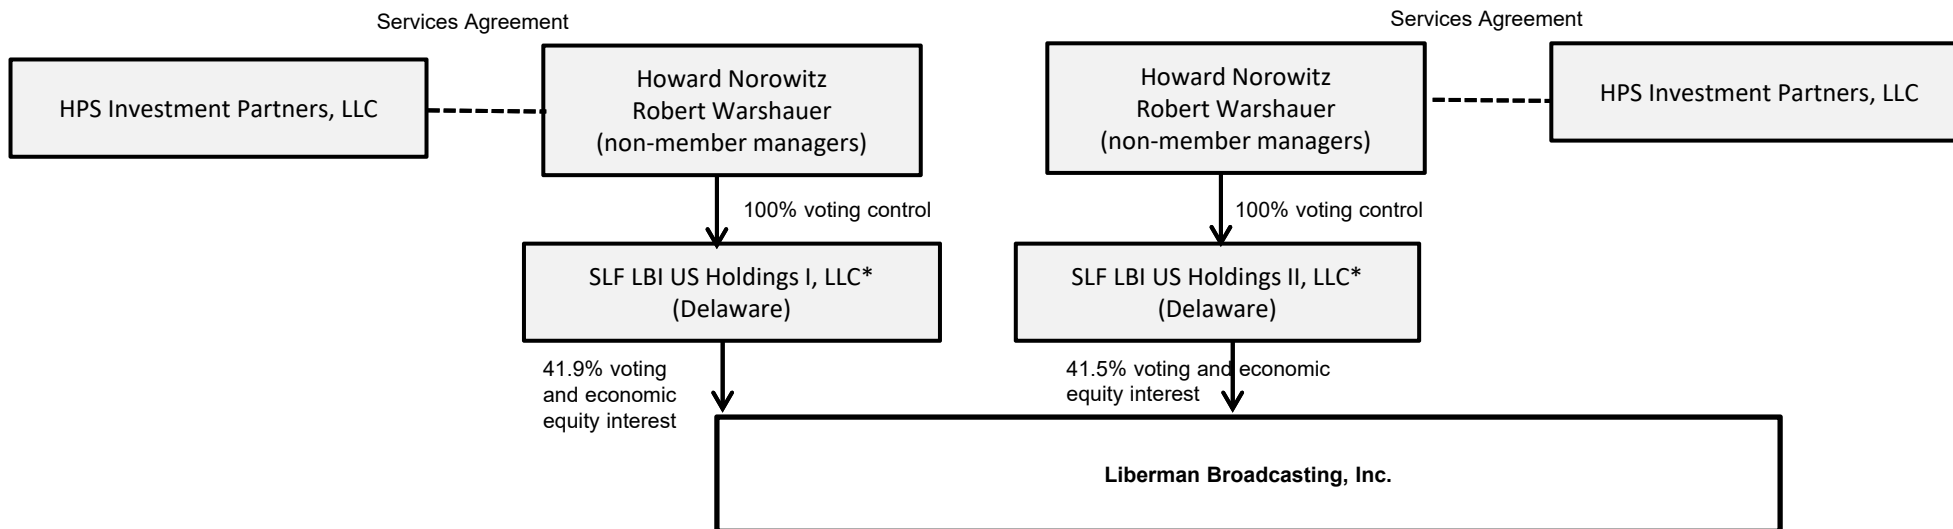 Services Agreement
Services Agreement
HPS Investment Partners, LLC
Howard Norowitz
Robert Warshauer
(non-member managers)
Howard Norowitz
Robert Warshauer
(non-member managers)
HPS Investment Partners, LLC
100% voting control
100% voting control
SLF LBI US Holdings I, LLC*
(Delaware)
SLF LBI US Holdings II, LLC*
(Delaware)
41.9% voting
and economic
equity interest
41.5% voting and economic
equity interest
Liberman Broadcasting, Inc.